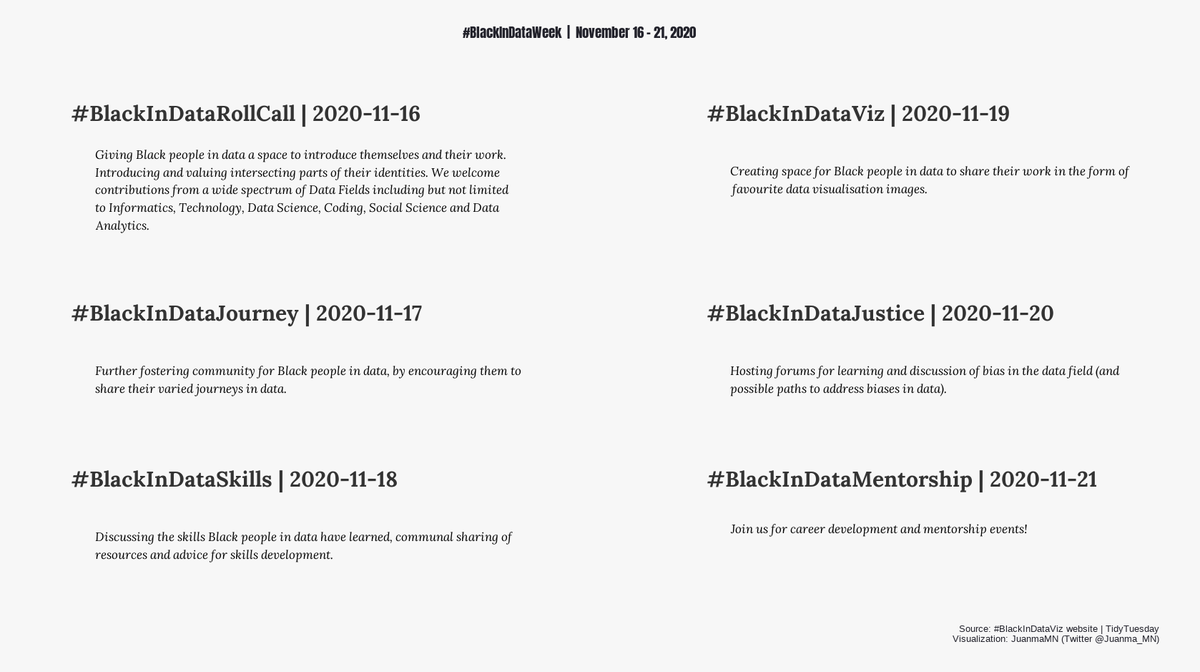 #BlackInDataWeek | November 16 - 21, 2020
#BlackInDataRollCall | 2020-11-16
Giving Black people in data a space to introduce themselves and their work.
Introducing and valuing intersecting parts of their identities. We welcome
contributions from a wide spectrum of Data Fields including but not limited
to Informatics, Technology, Data Science, Coding, Social Science and Data
Analytics.
#BlackInDataJourney | 2020-11-17
Further fostering community for Black people in data, by encouraging them to
share their varied journeys in data.
#BlackInDataSkills | 2020-11-18
Discussing the skills Black people in data have learned, communal sharing of
resources and advice for skills development.
#BlackInDataViz | 2020-11-19
Creating space for Black people in data to share their work in the form of
favourite data visualisation images.
#BlackInDataJustice | 2020-11-20
Hosting forums for learning and discussion of bias in the data field (and
possible paths to address biases in data).
#BlackInDataMentorship | 2020-11-21
Join us for career development and mentorship events!
Source: #BlackInDataViz website | TidyTuesday
Visualization: JuanmaMN (Twitter @Juanma_MN)